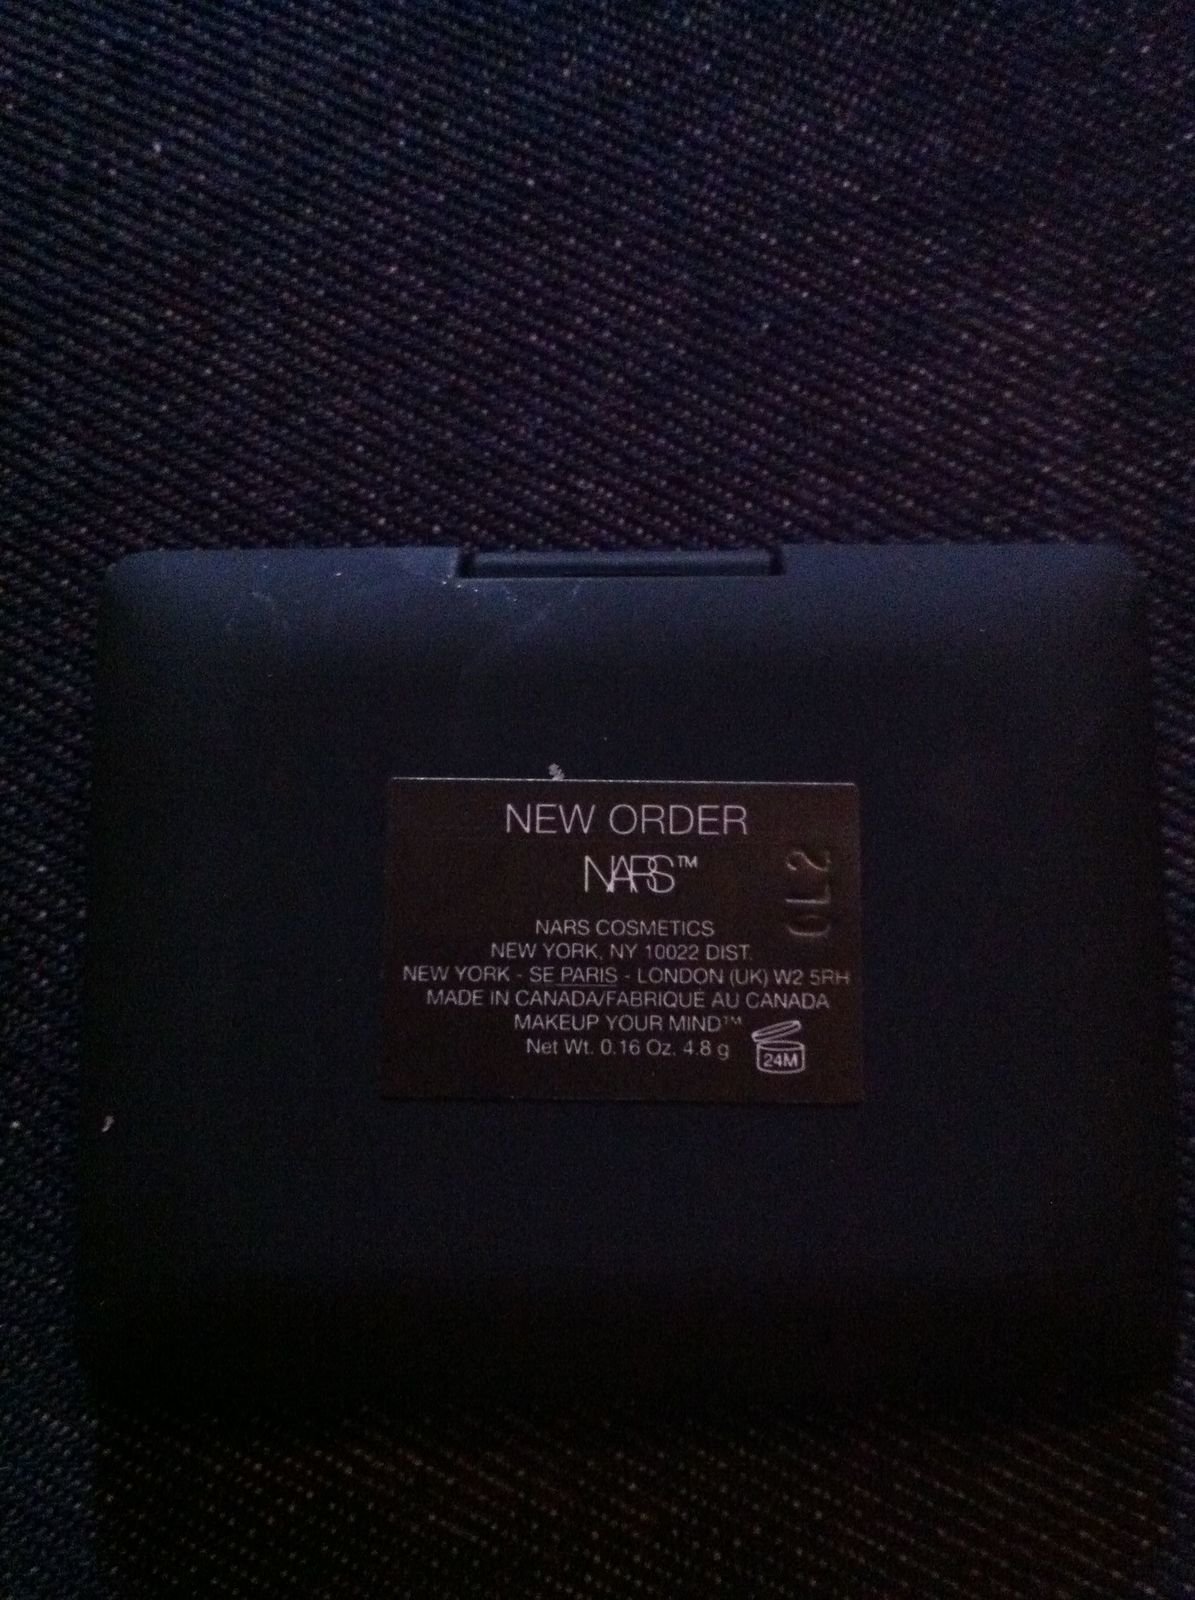 NEW ORDER
NARS™
NARS COSMETICS
NEW YORK, NY 10022 DIST.
NEW YORK - SE PARIS - LONDON (UK) W2 5RH
MADE IN CANADA/FABRIQUÉ AU CANADA
MAKEUP YOUR MIND™
Net Wt. 0.16 Oz. 4.8 g
24M